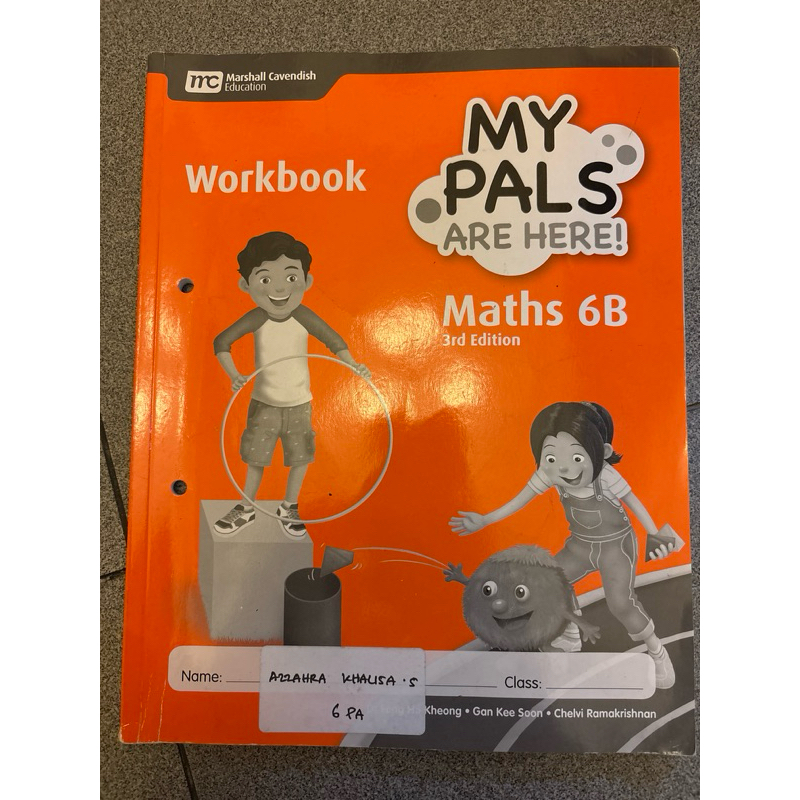 mc Marshall Cavendish
Education
MY
PALS
ARE HERE!
Workbook
Maths 6B
3rd Edition
Name: AZZAHRA KHALISA .S Class:
6 PA
Kheong • Gan Kee Soon • Chelvi Ramakrishnan